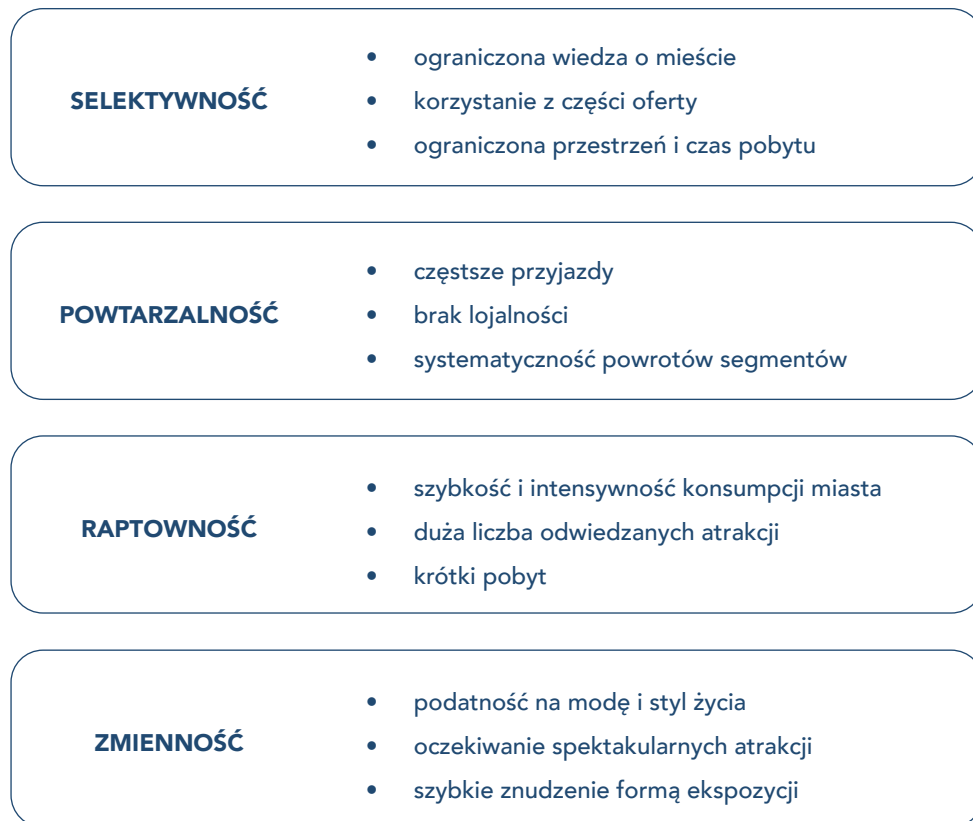 SELEKTYWNOŚĆ
• ograniczona wiedza o mieście
• korzystanie z części oferty
• ograniczona przestrzeń i czas pobytu
POWTARZALNOŚĆ
• częstsze przyjazdy
• brak lojalności
• systematyczność powrotów segmentów
RAPTOWNOŚĆ
• szybkość i intensywność konsumpcji miasta
• duża liczba odwiedzanych atrakcji
• krótki pobyt
ZMIENNOŚĆ
• podatność na modę i styl życia
• oczekiwanie spektakularnych atrakcji
• szybkie znudzenie formą ekspozycji